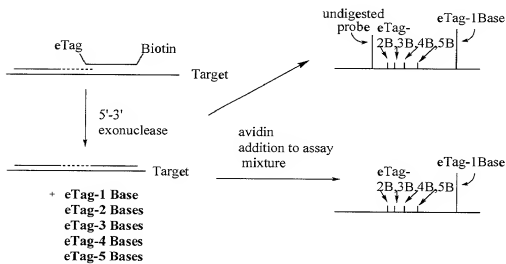 eTag
Biotin
Target
5'-3'
exonuclease
Target
+ eTag-1 Base
eTag-2 Bases
eTag-3 Bases
eTag-4 Bases
eTag-5 Bases
avidin
addition to assay
mixture
undigested
probe
eTag-
2B,3B,4B,5B
eTag-1Base
eTag-
2B,3B,4B,5B
eTag-1Base